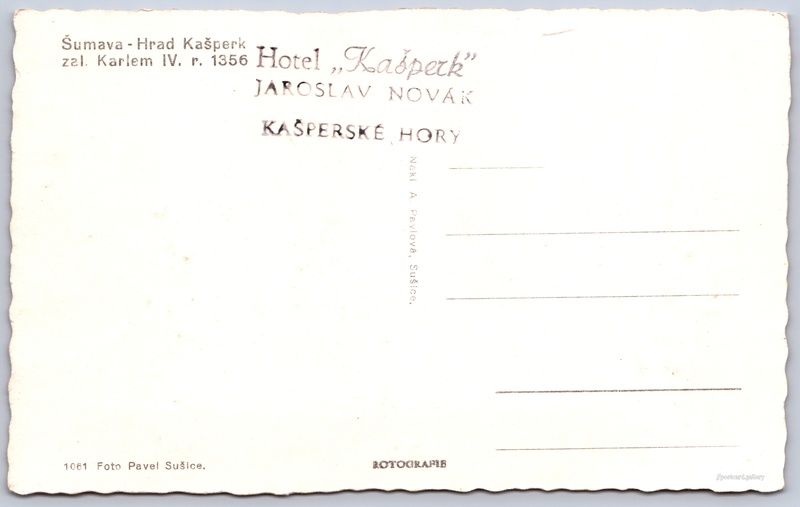 Šumava - Hrad Kašperk
zal. Karlem IV. r. 1356
Hotel „Kašperk”
JAROSLAV NOVÁK
KAŠPERSKÉ HORY
Nakl A Pavlová, Sušice.
1061 Foto Pavel Sušice.
ROTOGRAFIE